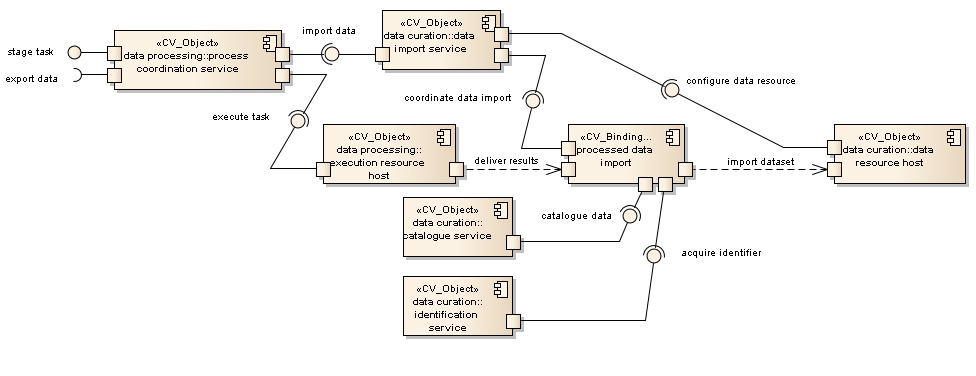 stage task
export data
«CV_Object»
data processing::process
coordination service
import data
«CV_Object»
data curation::data
import service
configure data resource
coordinate data import
execute task
«CV_Object»
data processing::
execution resource
host
deliver results
«CV_Binding...
processed data
import
import dataset
«CV_Object»
data curation::data
resource host
«CV_Object»
data curation::
catalogue service
catalogue data
acquire identifier
«CV_Object»
data curation::
identification
service